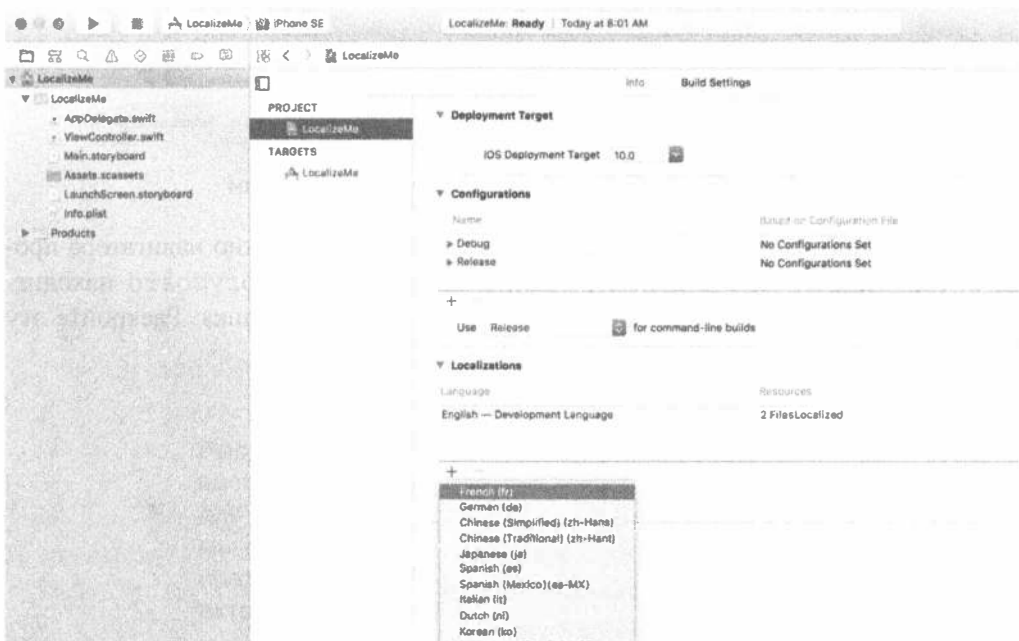 LocalizeMe iPhone SE
LocalizeMe: Ready | Today at 8:01 AM
LocalizeMe
LocalizeMe
LocalizeMe
AppDelegate.swift
ViewController.swift
Main.storyboard
Assets.xcassets
LaunchScreen.storyboard
Info.plist
Products
PROJECT
LocalizeMe
TARGETS
LocalizeMe
Info Build Settings
Deployment Target
iOS Deployment Target 10.0
Configurations
Name Based on Configuration File
Debug No Configurations Set
Release No Configurations Set
+
Use Release for command-line builds
Localizations
Language Resources
English — Development Language 2 FilesLocalized
+ −
French (fr)
German (de)
Chinese (Simplified) (zh-Hans)
Chinese (Traditional) (zh-Hant)
Japanese (ja)
Spanish (es)
Spanish (Mexico)(es-MX)
Italian (it)
Dutch (nl)
Korean (ko)